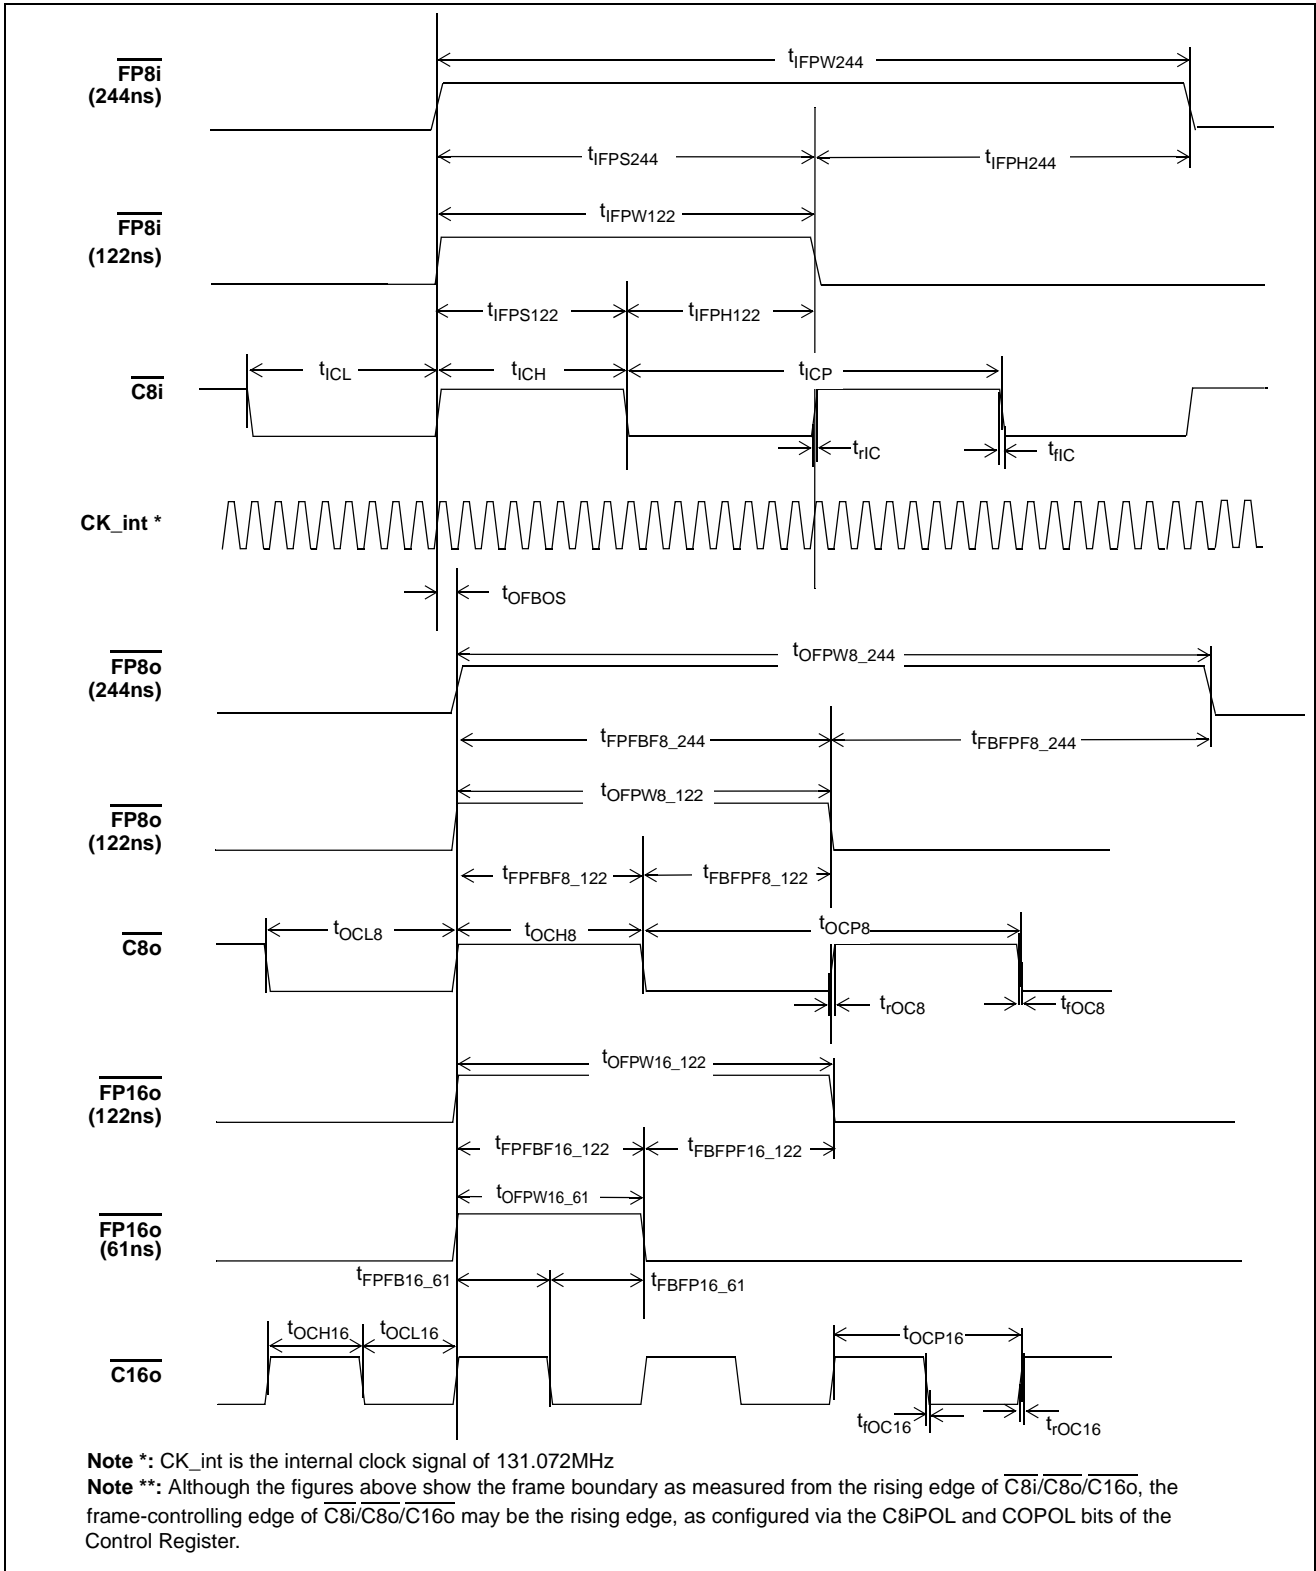 tIFPW244
FP8i
(244ns)
tIFPS244
tIFPH244
tIFPW122
FP8i
(122ns)
tIFPS122
tIFPH122
tICL
tICH
tICP
C8i
trIC
tfIC
CK_int *
tOFBOS
tOFPW8_244
FP8o
(244ns)
tFPFBF8_244
tFBFPF8_244
tOFPW8_122
FP8o
(122ns)
tFPFBF8_122
tFBFPF8_122
tOCL8
tOCH8
tOCP8
C8o
trOC8
tfOC8
tOFPW16_122
FP16o
(122ns)
tFPFBF16_122
tFBFPF16_122
tOFPW16_61
FP16o
(61ns)
tFPFB16_61
tFBFP16_61
tOCH16
tOCL16
tOCP16
C16o
tfOC16
trOC16
Note *: CK_int is the internal clock signal of 131.072MHz
Note **: Although the figures above show the frame boundary as measured from the rising edge of C8i/C8o/C16o, the
frame-controlling edge of C8i/C8o/C16o may be the rising edge, as configured via the C8iPOL and COPOL bits of the
Control Register.